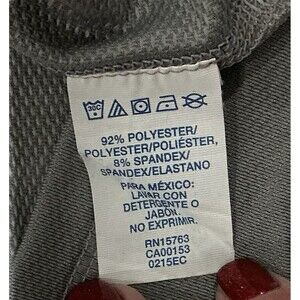 30C
92% POLYESTER/
POLYESTER/POLIÉSTER,
8% SPANDEX/
SPANDEX/ELASTANO
PARA MÉXICO:
LAVAR CON
DETERGENTE O
JABÓN.
NO EXPRIMIR.
RN15763
CA00153
0215EC